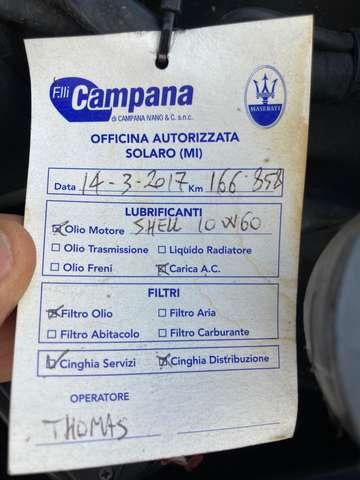 F.lli Campana
di CAMPANA IVANO & C. s.n.c.
MASERATI
OFFICINA AUTORIZZATA
SOLARO (MI)
Data 14-3-2017 Km 166.858
LUBRIFICANTI
Olio Motore SHELL 10W60
Olio Trasmissione Liquido Radiatore
Olio Freni Carica A.C.
FILTRI
Filtro Olio Filtro Aria
Filtro Abitacolo Filtro Carburante
Cinghia Servizi Cinghia Distribuzione
OPERATORE
THOMAS